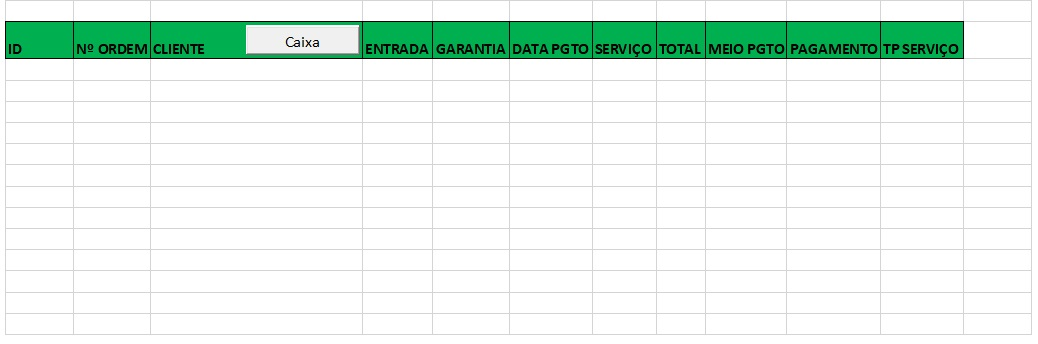 ID Nº ORDEM CLIENTE Caixa ENTRADA GARANTIA DATA PGTO SERVIÇO TOTAL MEIO PGTO PAGAMENTO TP SERVIÇO